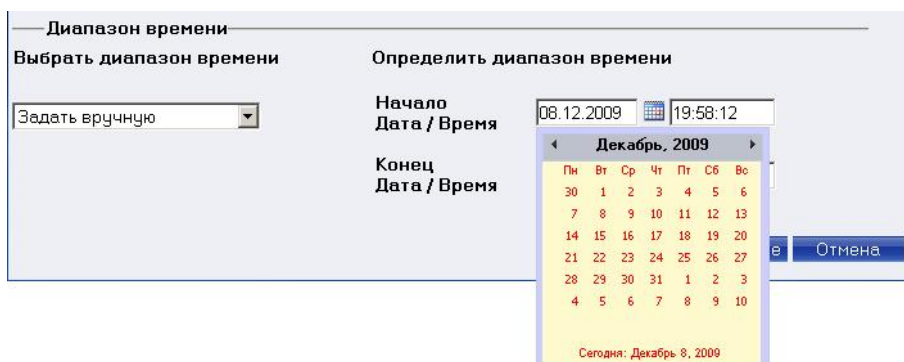 Диапазон времени
Выбрать диапазон времени
Определить диапазон времени
Задать вручную
Начало
Дата / Время
08.12.2009 19:58:12
Конец
Дата / Время
Декабрь, 2009
Пн Вт Ср Чт Пт Сб Вс
30 1 2 3 4 5 6
7 8 9 10 11 12 13
14 15 16 17 18 19 20
21 22 23 24 25 26 27
28 29 30 31 1 2 3
4 5 6 7 8 9 10
Сегодня: Декабрь 8, 2009
е
Отмена